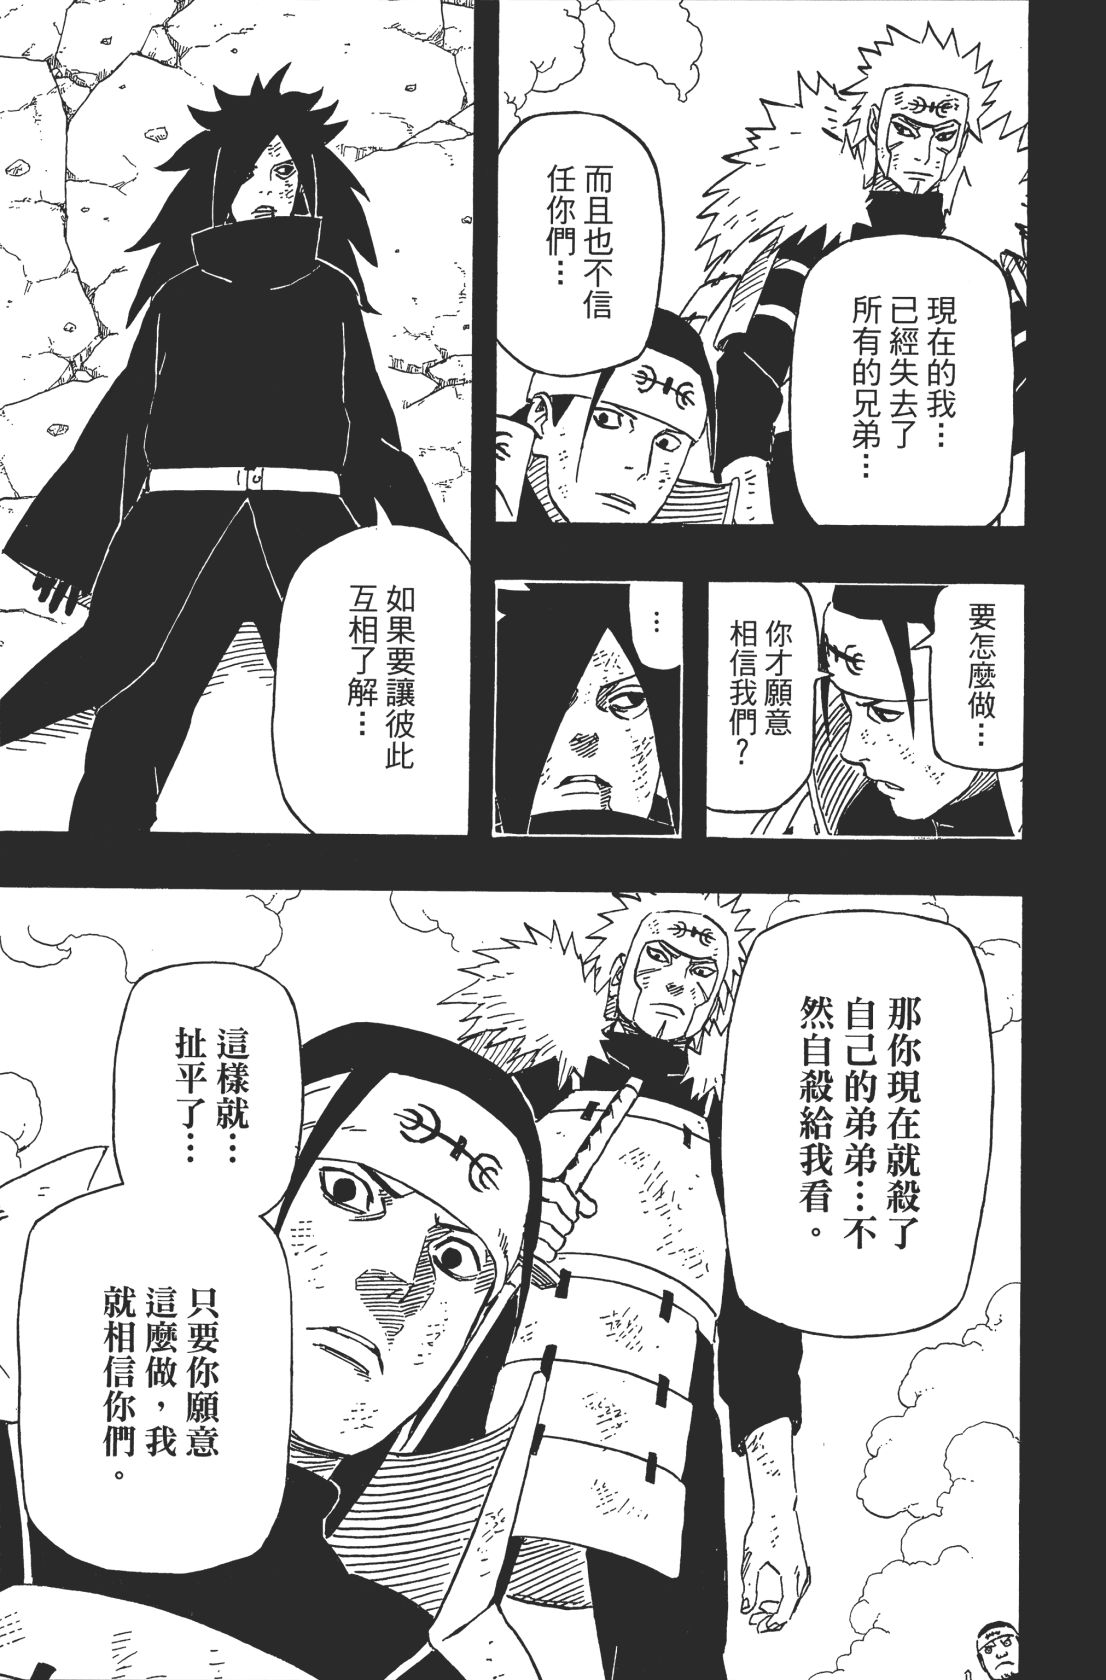 現在的我…
已經失去了
所有的兄弟…
而且也不信
任你們…
要怎麼做…
你才願意
相信我們？
…
如果要讓彼此
互相了解…
那你現在就殺了
自己的弟弟…不
然自殺給我看。
這樣就…
扯平了…
只要你願意
這麼做，我
就相信你們。